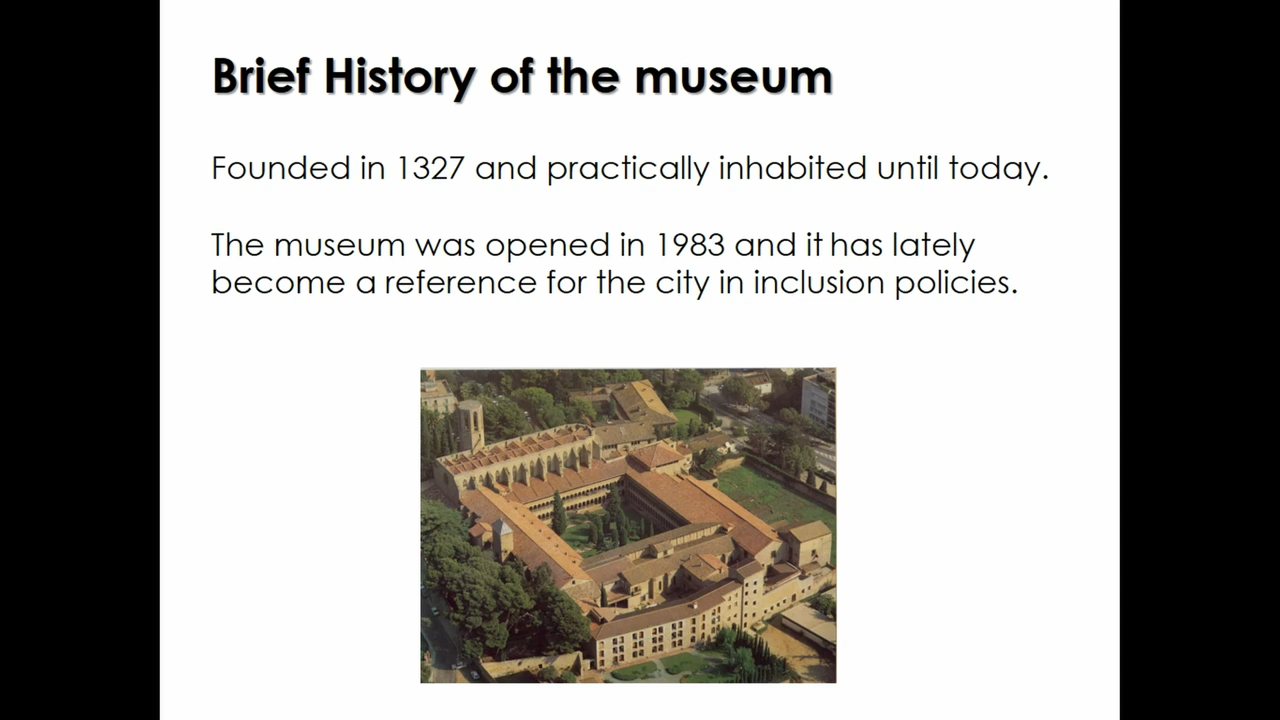 Brief History of the museum
Founded in 1327 and practically inhabited until today.
The museum was opened in 1983 and it has lately
become a reference for the city in inclusion policies.